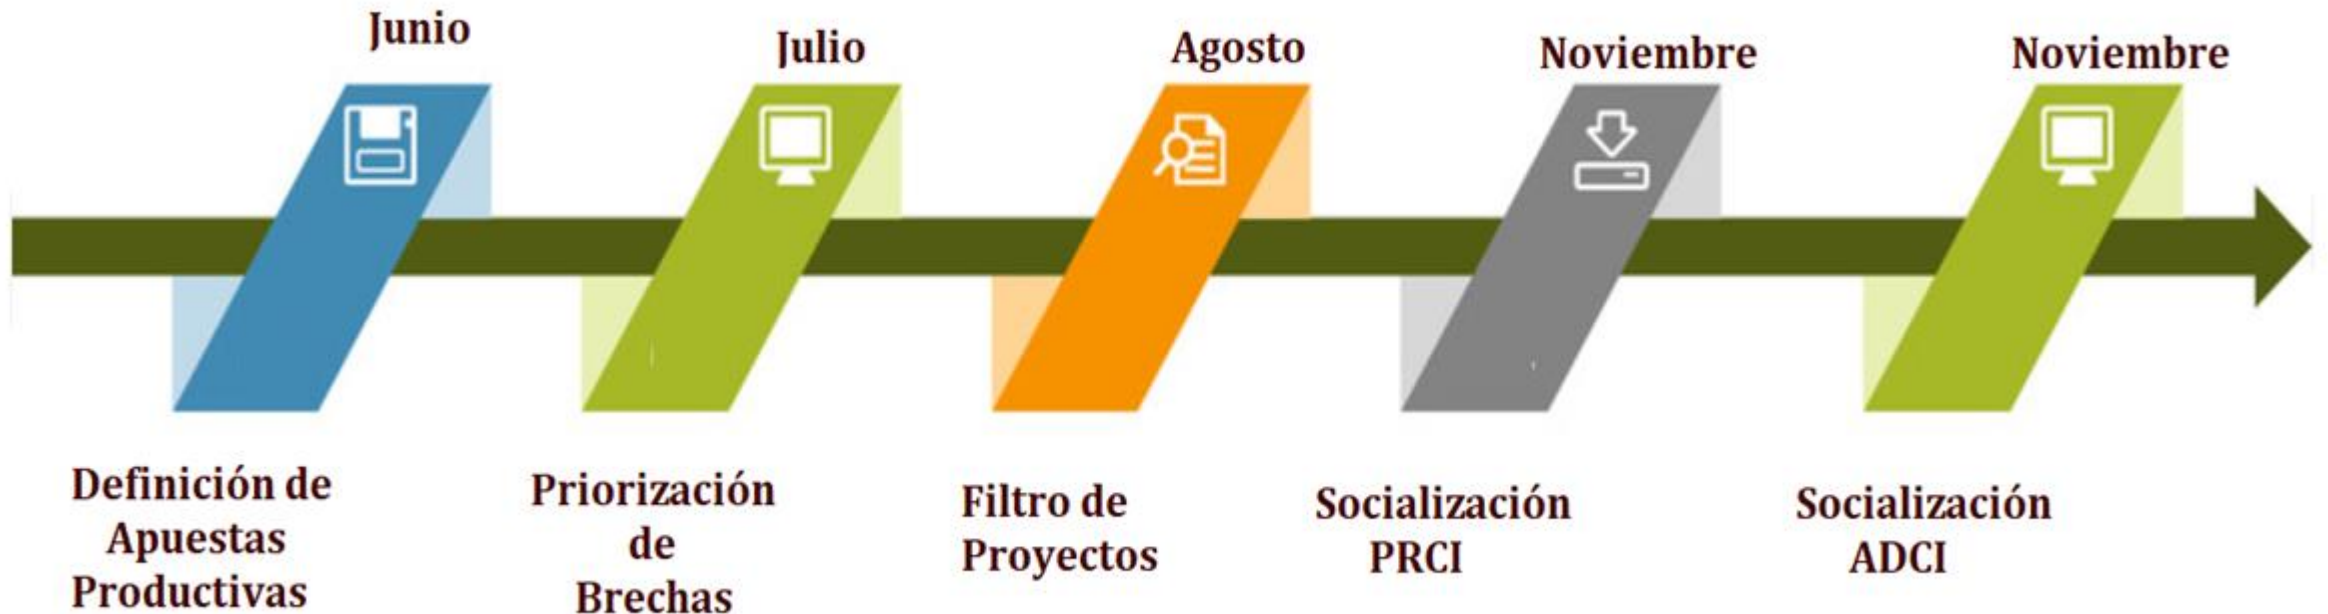 Junio
Julio
Agosto
Noviembre
Noviembre
Definición de
Apuestas
Productivas
Priorización
de
Brechas
Filtro de
Proyectos
Socialización
PRCI
Socialización
ADCI